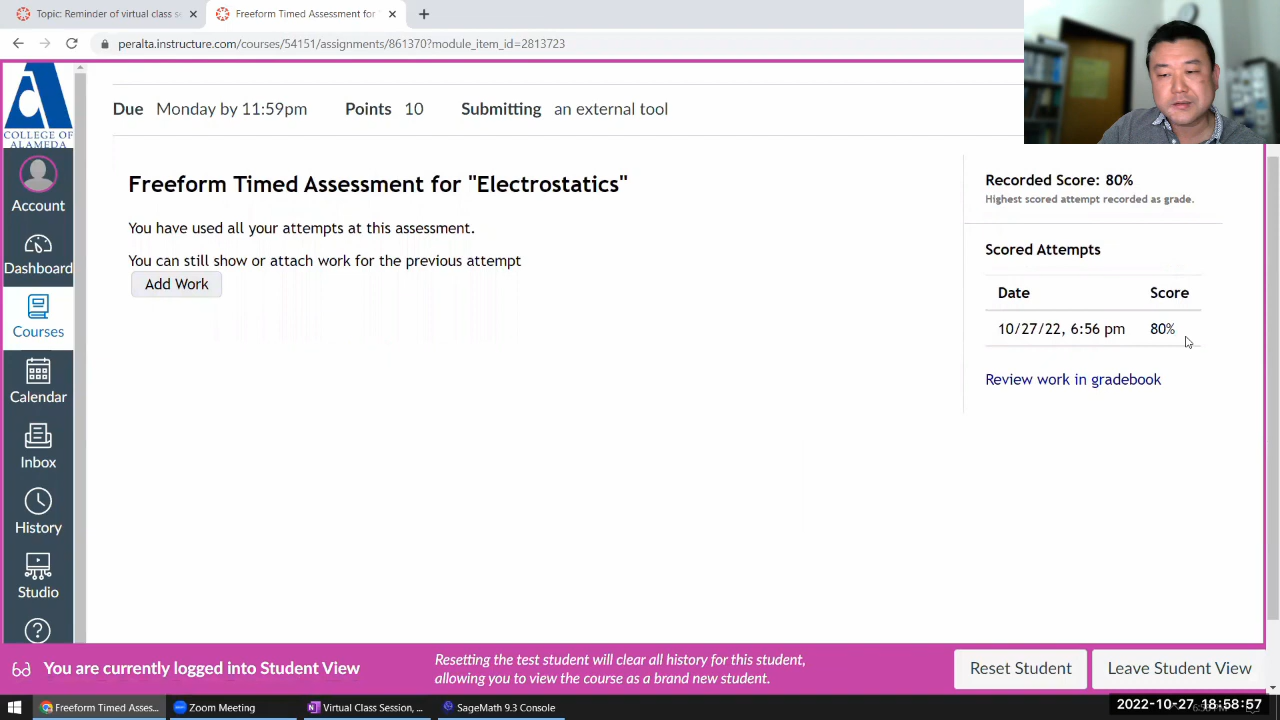 Topic: Reminder of virtual class s
Freeform Timed Assessment for
peralta.instructure.com/courses/54151/assignments/861370?module_item_id=2813723
COLLEGE OF
ALAMEDA
Account
Dashboard
Courses
Calendar
Inbox
History
Studio
Due Monday by 11:59pm Points 10 Submitting an external tool
Freeform Timed Assessment for "Electrostatics"
You have used all your attempts at this assessment.
You can still show or attach work for the previous attempt
Add Work
Recorded Score: 80%
Highest scored attempt recorded as grade.
Scored Attempts
Date Score
10/27/22, 6:56 pm 80%
Review work in gradebook
You are currently logged into Student View
Resetting the test student will clear all history for this student,
allowing you to view the course as a brand new student.
Reset Student
Leave Student View
Freeform Timed Asses...
Zoom Meeting
Virtual Class Session, ...
SageMath 9.3 Console
2022-10-27 18:58:57